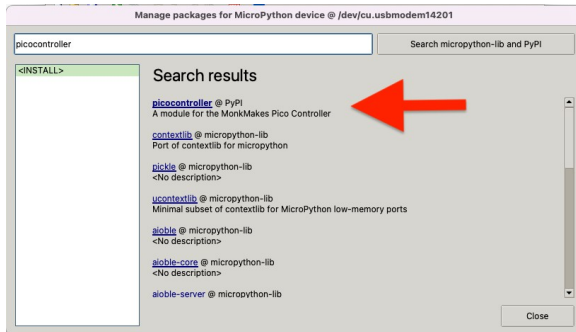 Manage packages for MicroPython device @ /dev/cu.usbmodem14201
picocontroller
Search micropython-lib and PyPI
<INSTALL>
Search results
picocontroller @ PyPI
A module for the MonkMakes Pico Controller
contextlib @ micropython-lib
Port of contextlib for micropython
pickle @ micropython-lib
<No description>
ucontextlib @ micropython-lib
Minimal subset of contextlib for MicroPython low-memory ports
aioble @ micropython-lib
<No description>
aioble-core @ micropython-lib
<No description>
aioble-server @ micropython-lib
Close